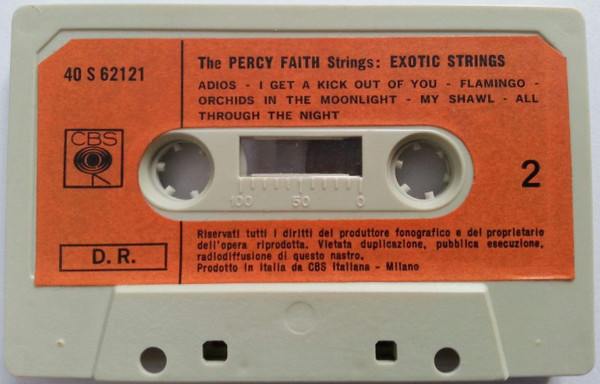 40 S 62121
The PERCY FAITH Strings: EXOTIC STRINGS
ADIOS - I GET A KICK OUT OF YOU - FLAMINGO -
ORCHIDS IN THE MOONLIGHT - MY SHAWL - ALL
THROUGH THE NIGHT
CBS
100 50 0
2
D. R.
Riservati tutti i diritti del produttore fonografico e del proprietario
dell'opera riprodotta. Vietata duplicazione, pubblica esecuzione,
radiodiffusione di questo nastro.
Prodotto in Italia da CBS Italiana - Milano